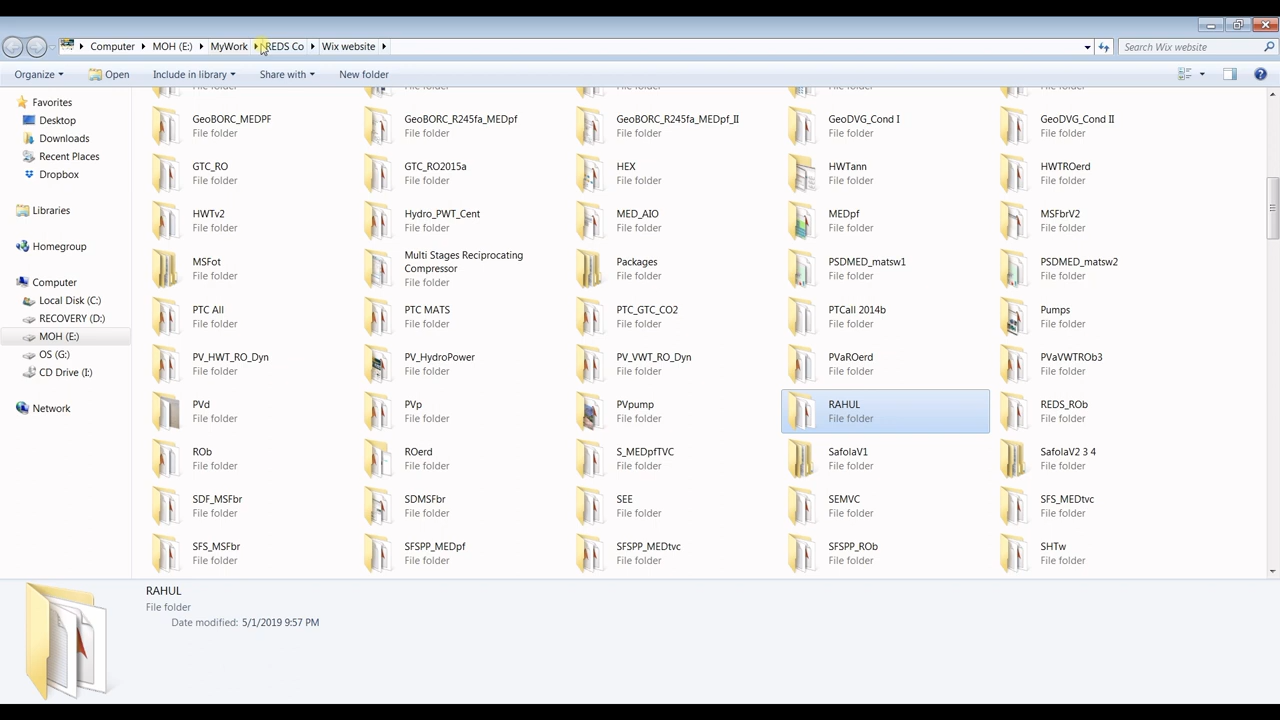 Computer MOH (E:) MyWork REDS Co Wix website Search Wix website
Organize Open Include in library Share with New folder
File folder File folder File folder File folder File folder
Favorites
Desktop
Downloads
Recent Places
Dropbox
Libraries
Homegroup
Computer
Local Disk (C:)
RECOVERY (D:)
MOH (E:)
OS (G:)
CD Drive (I:)
Network
GeoBORC_MEDPF GeoBORC_R245fa_MEDpf GeoBORC_R245fa_MEDpf_II GeoDVG_Cond I GeoDVG_Cond II
File folder File folder File folder File folder File folder
GTC_RO GTC_RO2015a HEX HWTann HWTROerd
File folder File folder File folder File folder File folder
HWTv2 Hydro_PWT_Cent MED_AIO MEDpf MSFbrV2
File folder File folder File folder File folder File folder
MSFot Multi Stages Reciprocating Compressor Packages PSDMED_matsw1 PSDMED_matsw2
File folder File folder File folder File folder File folder
PTC All PTC MATS PTC_GTC_CO2 PTCall 2014b Pumps
File folder File folder File folder File folder File folder
PV_HWT_RO_Dyn PV_HydroPower PV_VWT_RO_Dyn PVaROerd PVaVWTROb3
File folder File folder File folder File folder File folder
PVd PVp PVpump RAHUL REDS_ROb
File folder File folder File folder File folder File folder
ROb ROerd S_MEDpfTVC SafolaV1 SafolaV2 3 4
File folder File folder File folder File folder File folder
SDF_MSFbr SDMSFbr SEE SEMVC SFS_MEDtvc
File folder File folder File folder File folder File folder
SFS_MSFbr SFSPP_MEDpf SFSPP_MEDtvc SFSPP_ROb SHTw
File folder File folder File folder File folder File folder
RAHUL
File folder
Date modified: 5/1/2019 9:57 PM